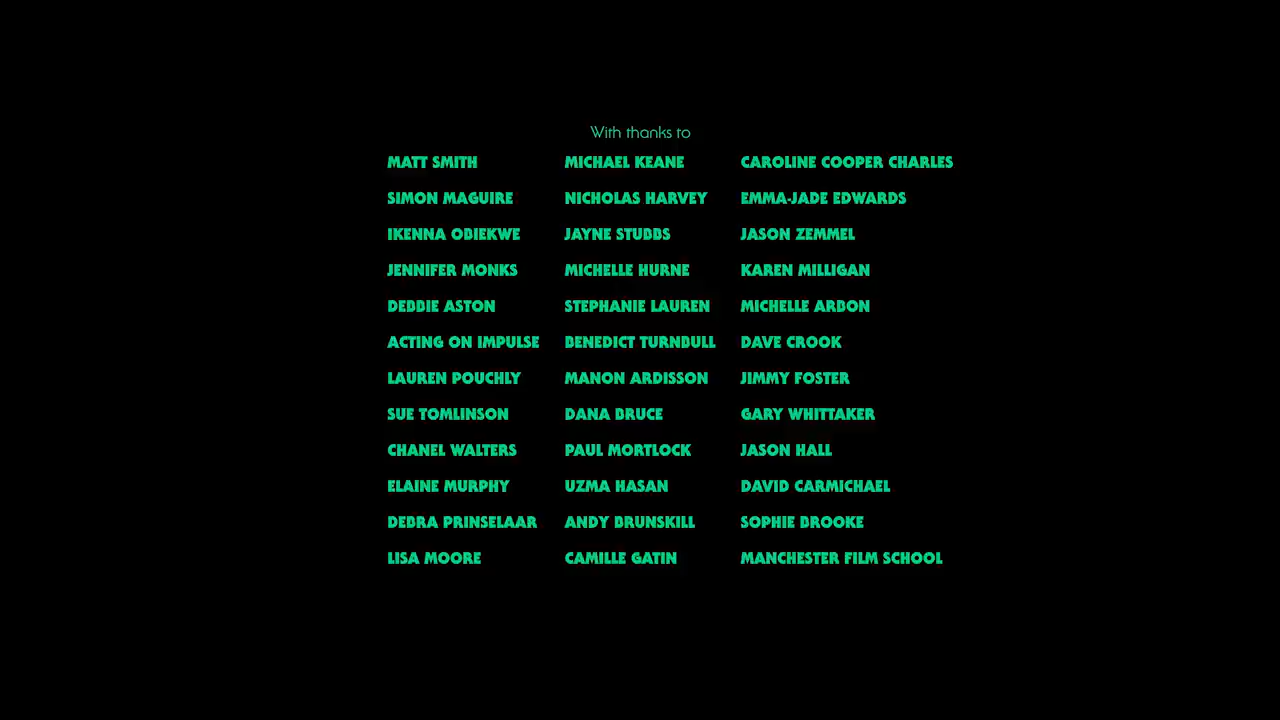 With thanks to
MATT SMITH MICHAEL KEANE CAROLINE COOPER CHARLES
SIMON MAGUIRE NICHOLAS HARVEY EMMA-JADE EDWARDS
IKENNA OBIEKWE JAYNE STUBBS JASON ZEMMEL
JENNIFER MONKS MICHELLE HURNE KAREN MILLIGAN
DEBBIE ASTON STEPHANIE LAUREN MICHELLE ARBON
ACTING ON IMPULSE BENEDICT TURNBULL DAVE CROOK
LAUREN POUCHLY MANON ARDISSON JIMMY FOSTER
SUE TOMLINSON DANA BRUCE GARY WHITTAKER
CHANEL WALTERS PAUL MORTLOCK JASON HALL
ELAINE MURPHY UZMA HASAN DAVID CARMICHAEL
DEBRA PRINSELAAR ANDY BRUNSKILL SOPHIE BROOKE
LISA MOORE CAMILLE GATIN MANCHESTER FILM SCHOOL